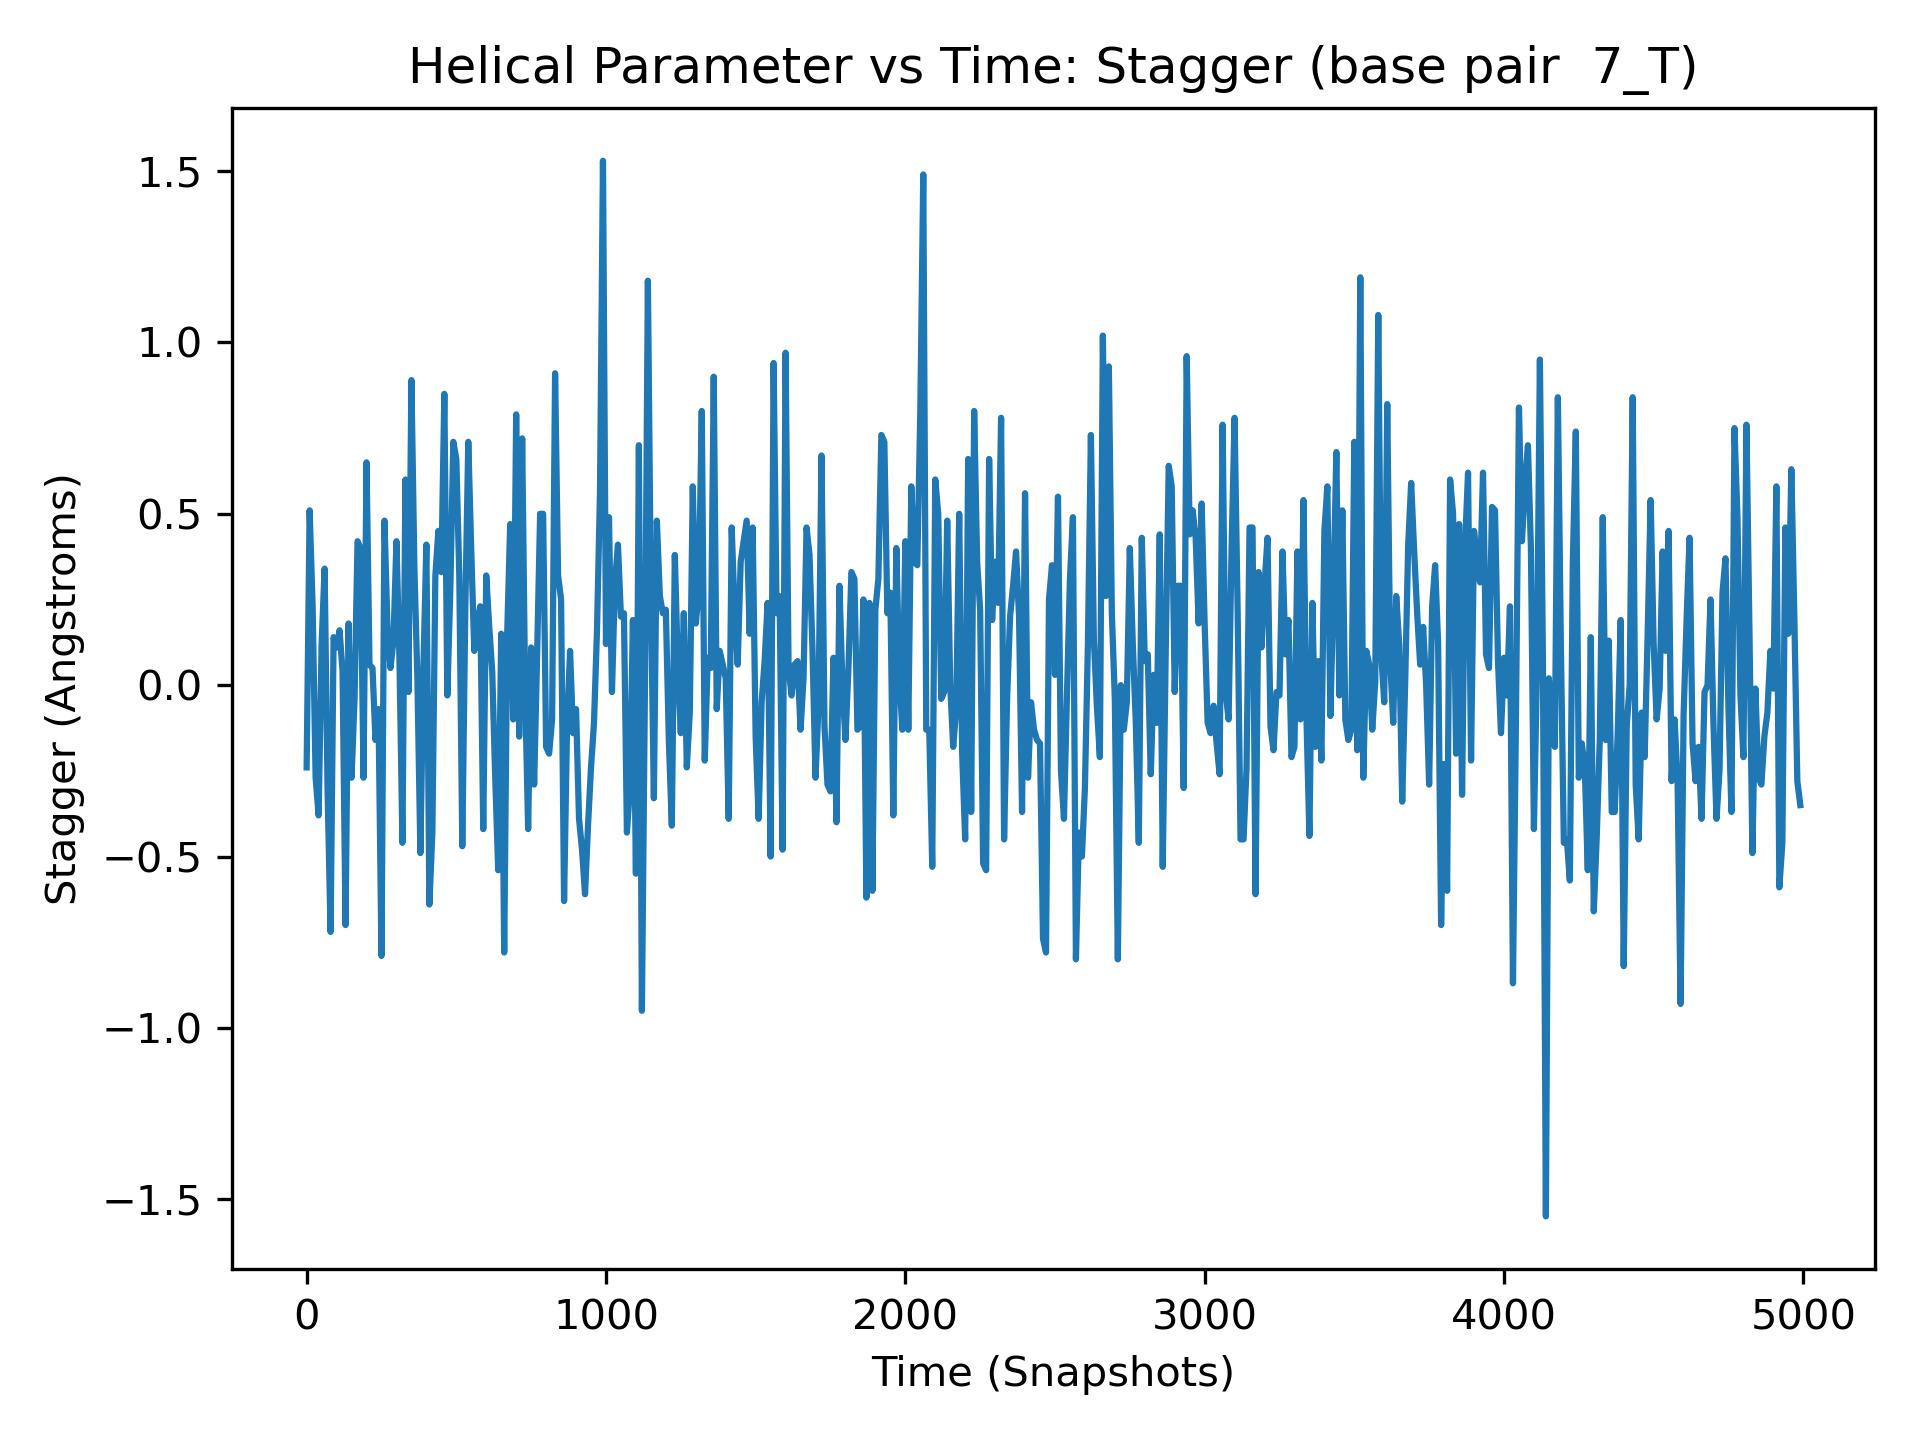 Helical Parameter vs Time: Stagger (base pair  7_T)
1.5
1.0
0.5
0.0
−0.5
−1.0
−1.5
Stagger (Angstroms)
0 1000 2000 3000 4000 5000
Time (Snapshots)